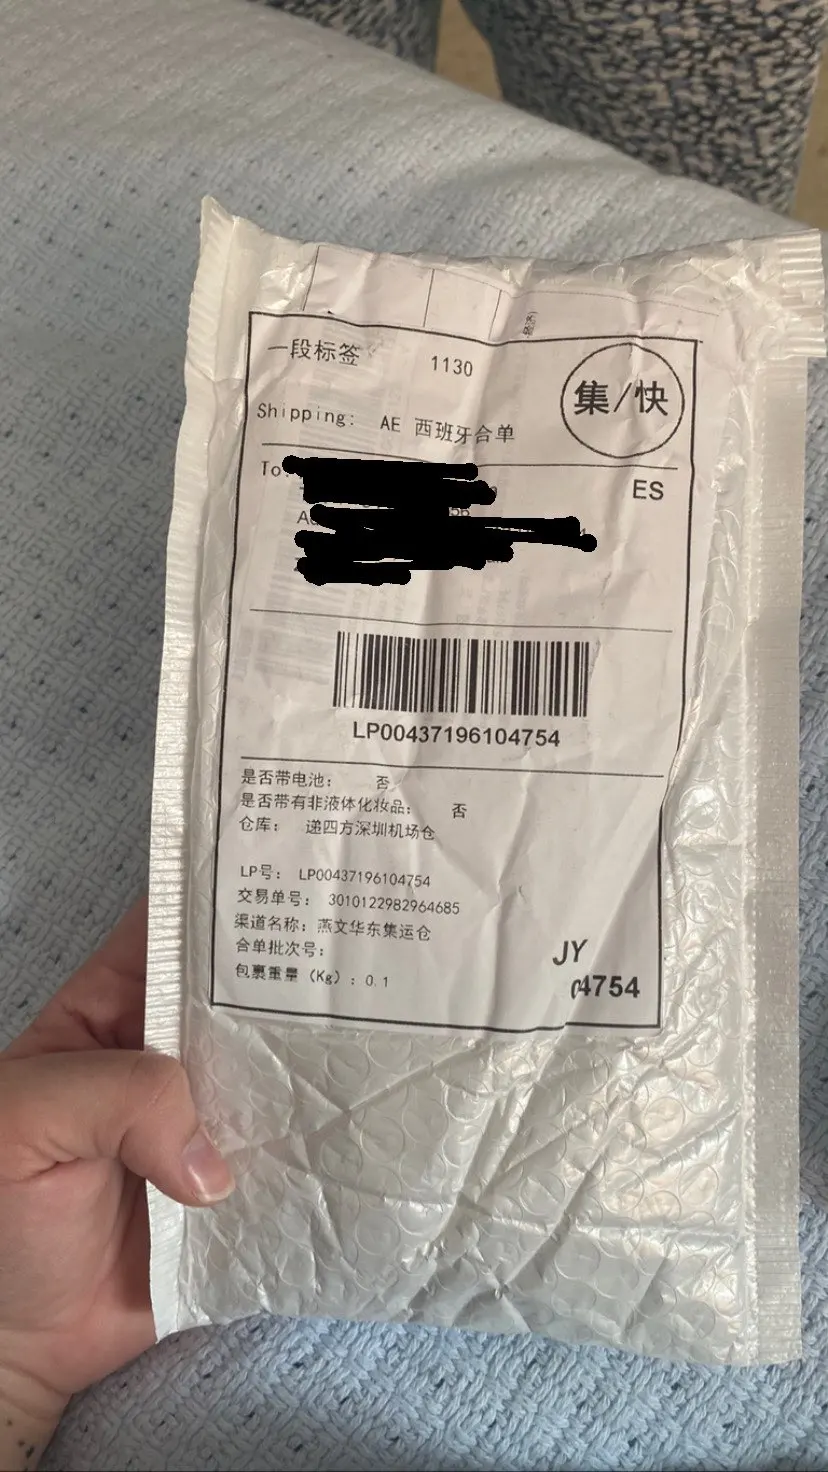 一段标签 1130
集/快
Shipping: AE 西班牙合单
To:
ES
LP00437196104754
是否带电池: 否
是否带有非液体化妆品: 否
仓库: 递四方深圳机场仓
LP号: LP00437196104754
交易单号: 3010122982964685
渠道名称: 燕文华东集运仓
合单批次号:
包裹重量 (Kg) : 0.1
JY
04754